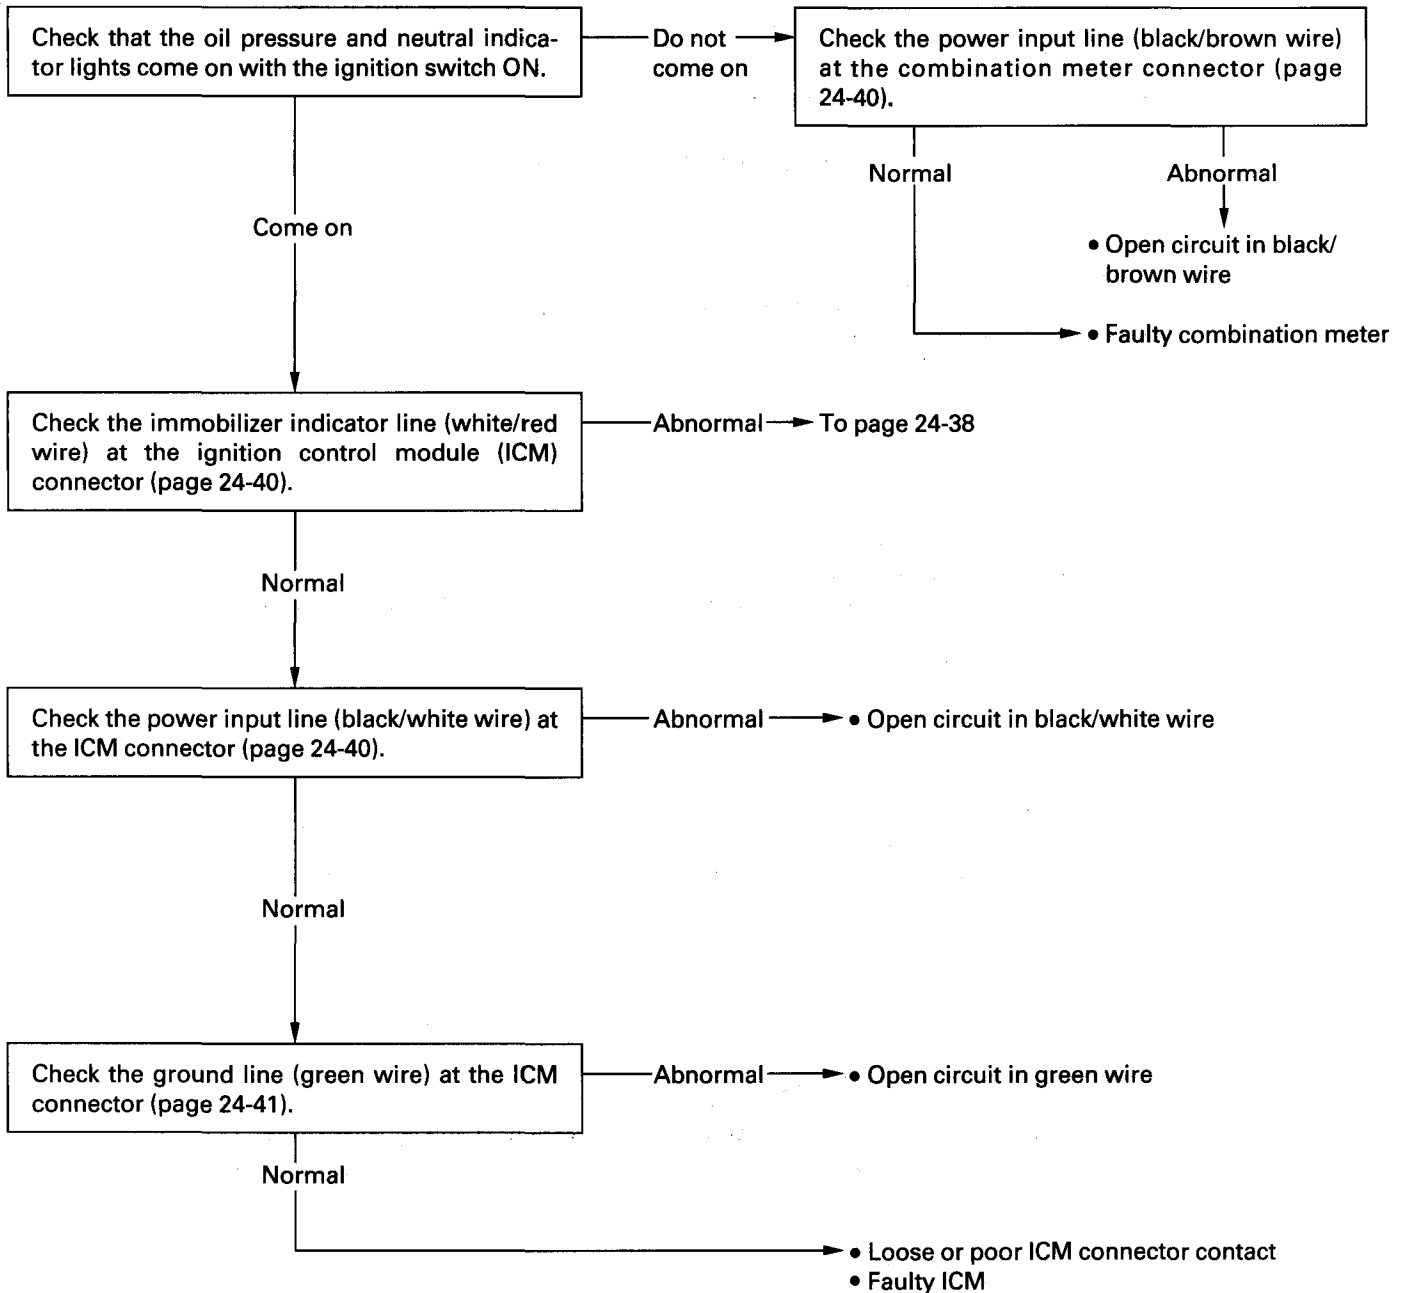 Check that the oil pressure and neutral indica-
tor lights come on with the ignition switch ON.
Do not
come on
Check the power input line (black/brown wire)
at the combination meter connector (page
24-40).
Normal
Abnormal
Come on
• Open circuit in black/
brown wire
• Faulty combination meter
Check the immobilizer indicator line (white/red
wire) at the ignition control module (ICM)
connector (page 24-40).
Abnormal
To page 24-38
Normal
Check the power input line (black/white wire) at
the ICM connector (page 24-40).
Abnormal
• Open circuit in black/white wire
Normal
Check the ground line (green wire) at the ICM
connector (page 24-41).
Abnormal
• Open circuit in green wire
Normal
• Loose or poor ICM connector contact
• Faulty ICM